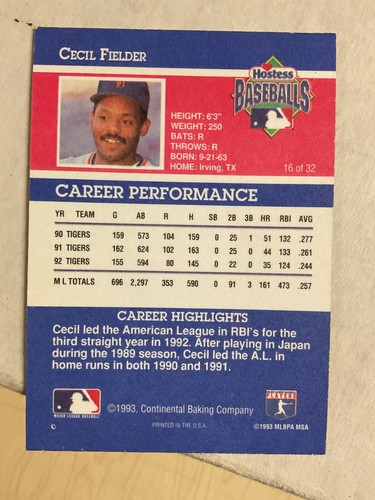 CECIL FIELDER
Hostess
BASEBALLS
HEIGHT: 6'3"
WEIGHT: 250
BATS: R
THROWS: R
BORN: 9-21-63
HOME: Irving, TX
16 of 32
CAREER PERFORMANCE
YR TEAM G AB R H SB 2B 3B HR RBI AVG
90 TIGERS 159 573 104 159 0 25 1 51 132 .277
91 TIGERS 162 624 102 163 0 25 0 44 133 .261
92 TIGERS 155 594 80 145 0 22 0 35 124 .244
M L TOTALS 696 2,297 353 590 0 91 3 161 473 .257
CAREER HIGHLIGHTS
Cecil led the American League in RBI's for the
third straight year in 1992. After playing in Japan
during the 1989 season, Cecil led the A.L. in
home runs in both 1990 and 1991.
MAJOR LEAGUE BASEBALL
©1993, Continental Baking Company
PRINTED IN THE U.S.A.
PLAYERS
©1993 MLBPA MSA